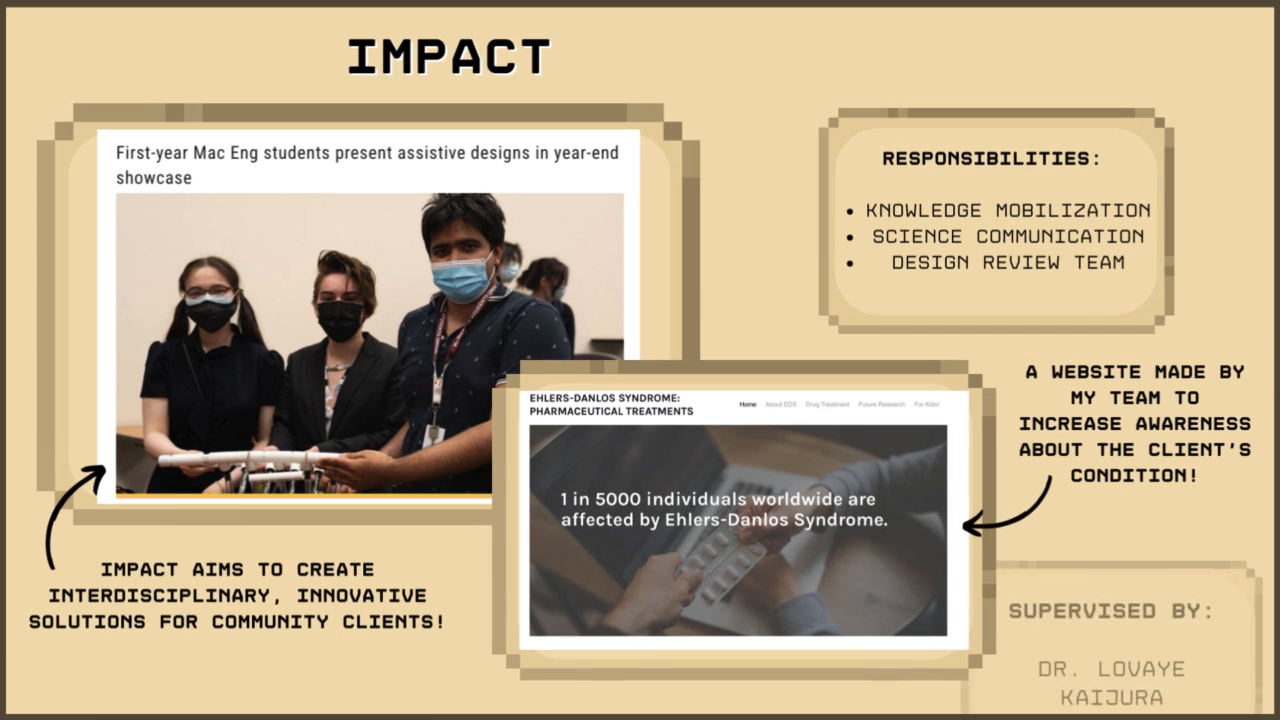 IMPACT
First-year Mac Eng students present assistive designs in year-end
showcase
RESPONSIBILITIES:
• KNOWLEDGE MOBILIZATION
• SCIENCE COMMUNICATION
• DESIGN REVIEW TEAM
A WEBSITE MADE BY
MY TEAM TO
INCREASE AWARENESS
ABOUT THE CLIENT'S
CONDITION!
EHLERS-DANLOS SYNDROME:
PHARMACEUTICAL TREATMENTS
Home About EDS Drug Treatment Future Research For Kids!
1 in 5000 individuals worldwide are
affected by Ehlers-Danlos Syndrome.
IMPACT AIMS TO CREATE
INTERDISCIPLINARY, INNOVATIVE
SOLUTIONS FOR COMMUNITY CLIENTS!
SUPERVISED BY:
DR. LOVAYE
KAIJURA